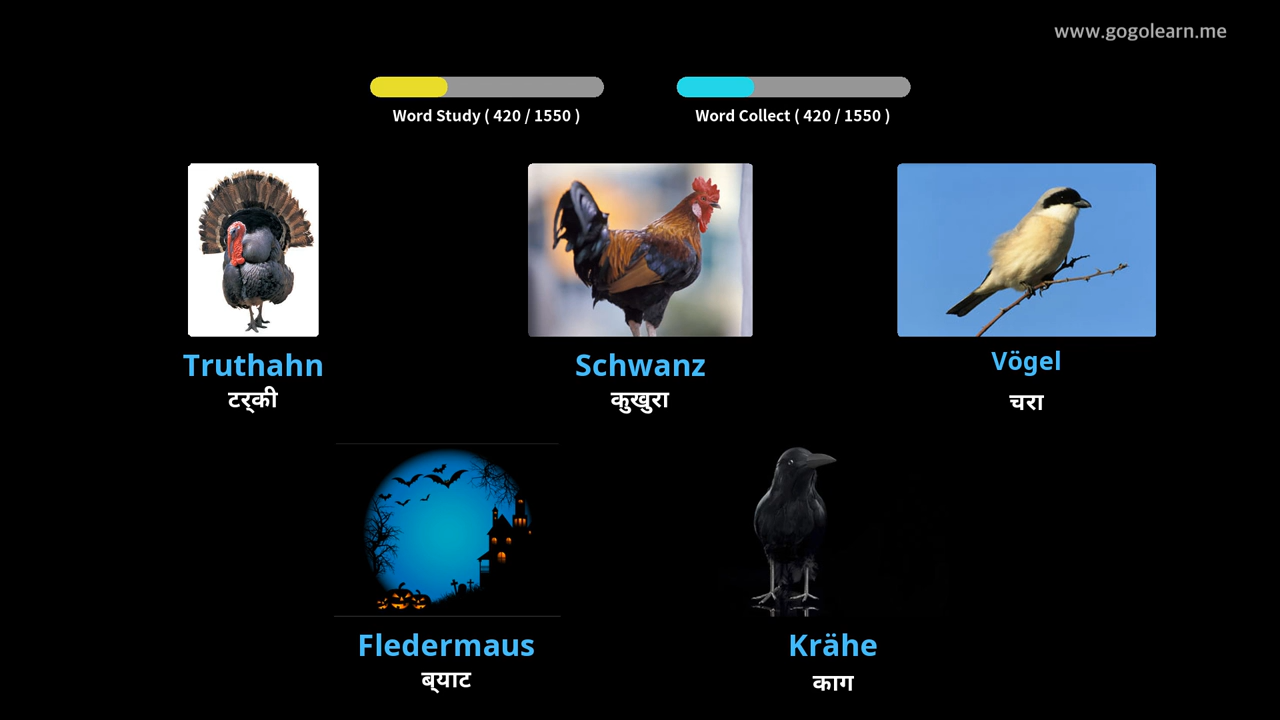 www.gogolearn.me
Word Study ( 420 / 1550 )
Word Collect ( 420 / 1550 )
Truthahn
टर्‌की
Schwanz
कुखुरा
Vögel
चरा
Fledermaus
ब्याट
Krähe
काग